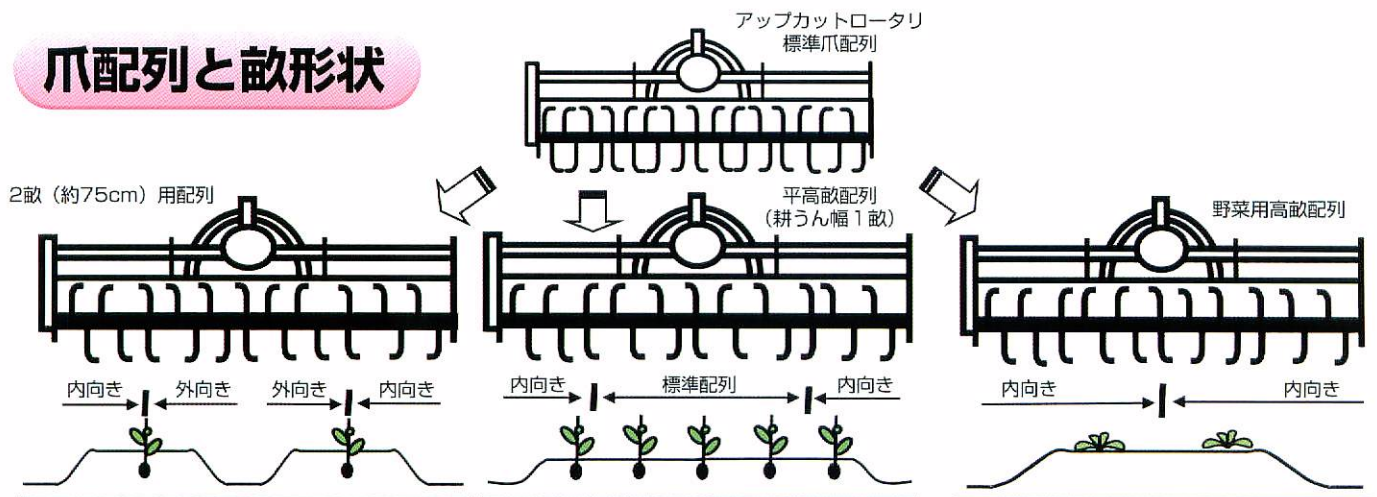 爪配列と畝形状
アップカットロータリ
標準爪配列
2畝（約75cm）用配列
平高畝配列
（耕うん幅1畝）
野菜用高畝配列
内向き 外向き 外向き 内向き
内向き 標準配列 内向き
内向き 内向き